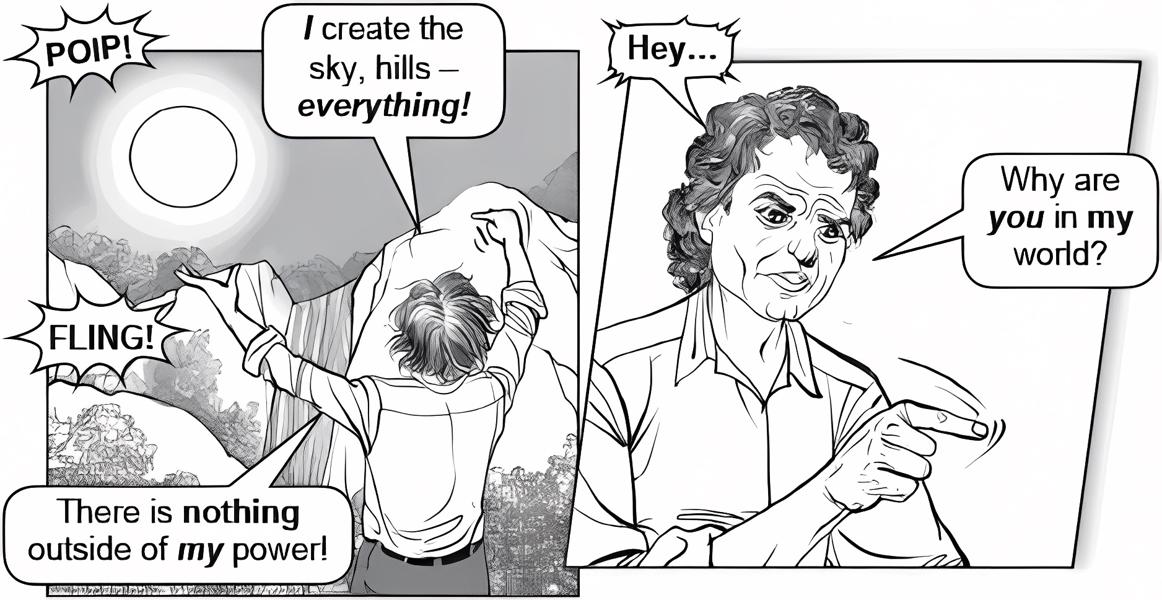 POIP!
I create the
sky, hills –
everything!
FLING!
There is nothing
outside of my power!
Hey...
Why are
you in my
world?